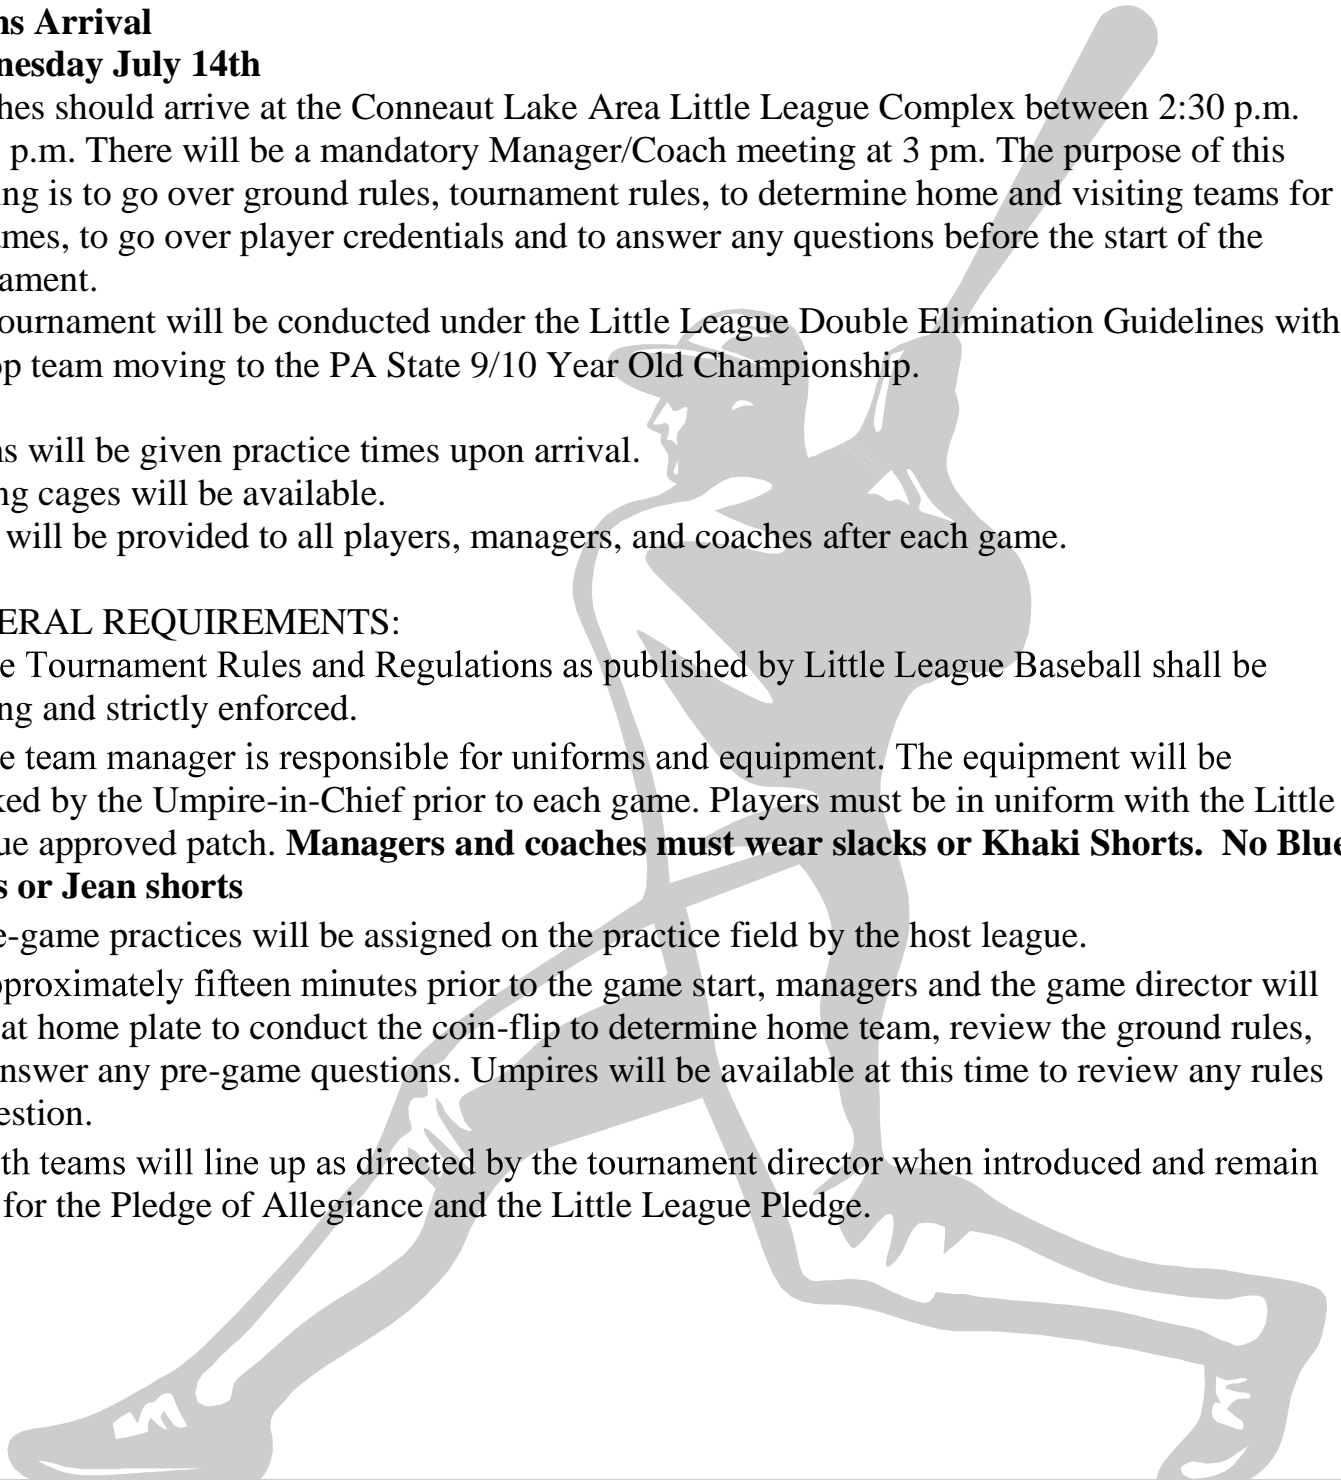 ns Arrival
nesday July 14th
hes should arrive at the Conneaut Lake Area Little League Complex between 2:30 p.m.
p.m. There will be a mandatory Manager/Coach meeting at 3 pm. The purpose of this
ng is to go over ground rules, tournament rules, to determine home and visiting teams for
mes, to go over player credentials and to answer any questions before the start of the
ament.
ournament will be conducted under the Little League Double Elimination Guidelines with
p team moving to the PA State 9/10 Year Old Championship.
ns will be given practice times upon arrival.
ng cages will be available.
will be provided to all players, managers, and coaches after each game.
ERAL REQUIREMENTS:
e Tournament Rules and Regulations as published by Little League Baseball shall be
ng and strictly enforced.
e team manager is responsible for uniforms and equipment. The equipment will be
ked by the Umpire-in-Chief prior to each game. Players must be in uniform with the Little
ue approved patch. Managers and coaches must wear slacks or Khaki Shorts.  No Blue
s or Jean shorts
e-game practices will be assigned on the practice field by the host league.
pproximately fifteen minutes prior to the game start, managers and the game director will
at home plate to conduct the coin-flip to determine home team, review the ground rules,
nswer any pre-game questions. Umpires will be available at this time to review any rules
estion.
th teams will line up as directed by the tournament director when introduced and remain
for the Pledge of Allegiance and the Little League Pledge.